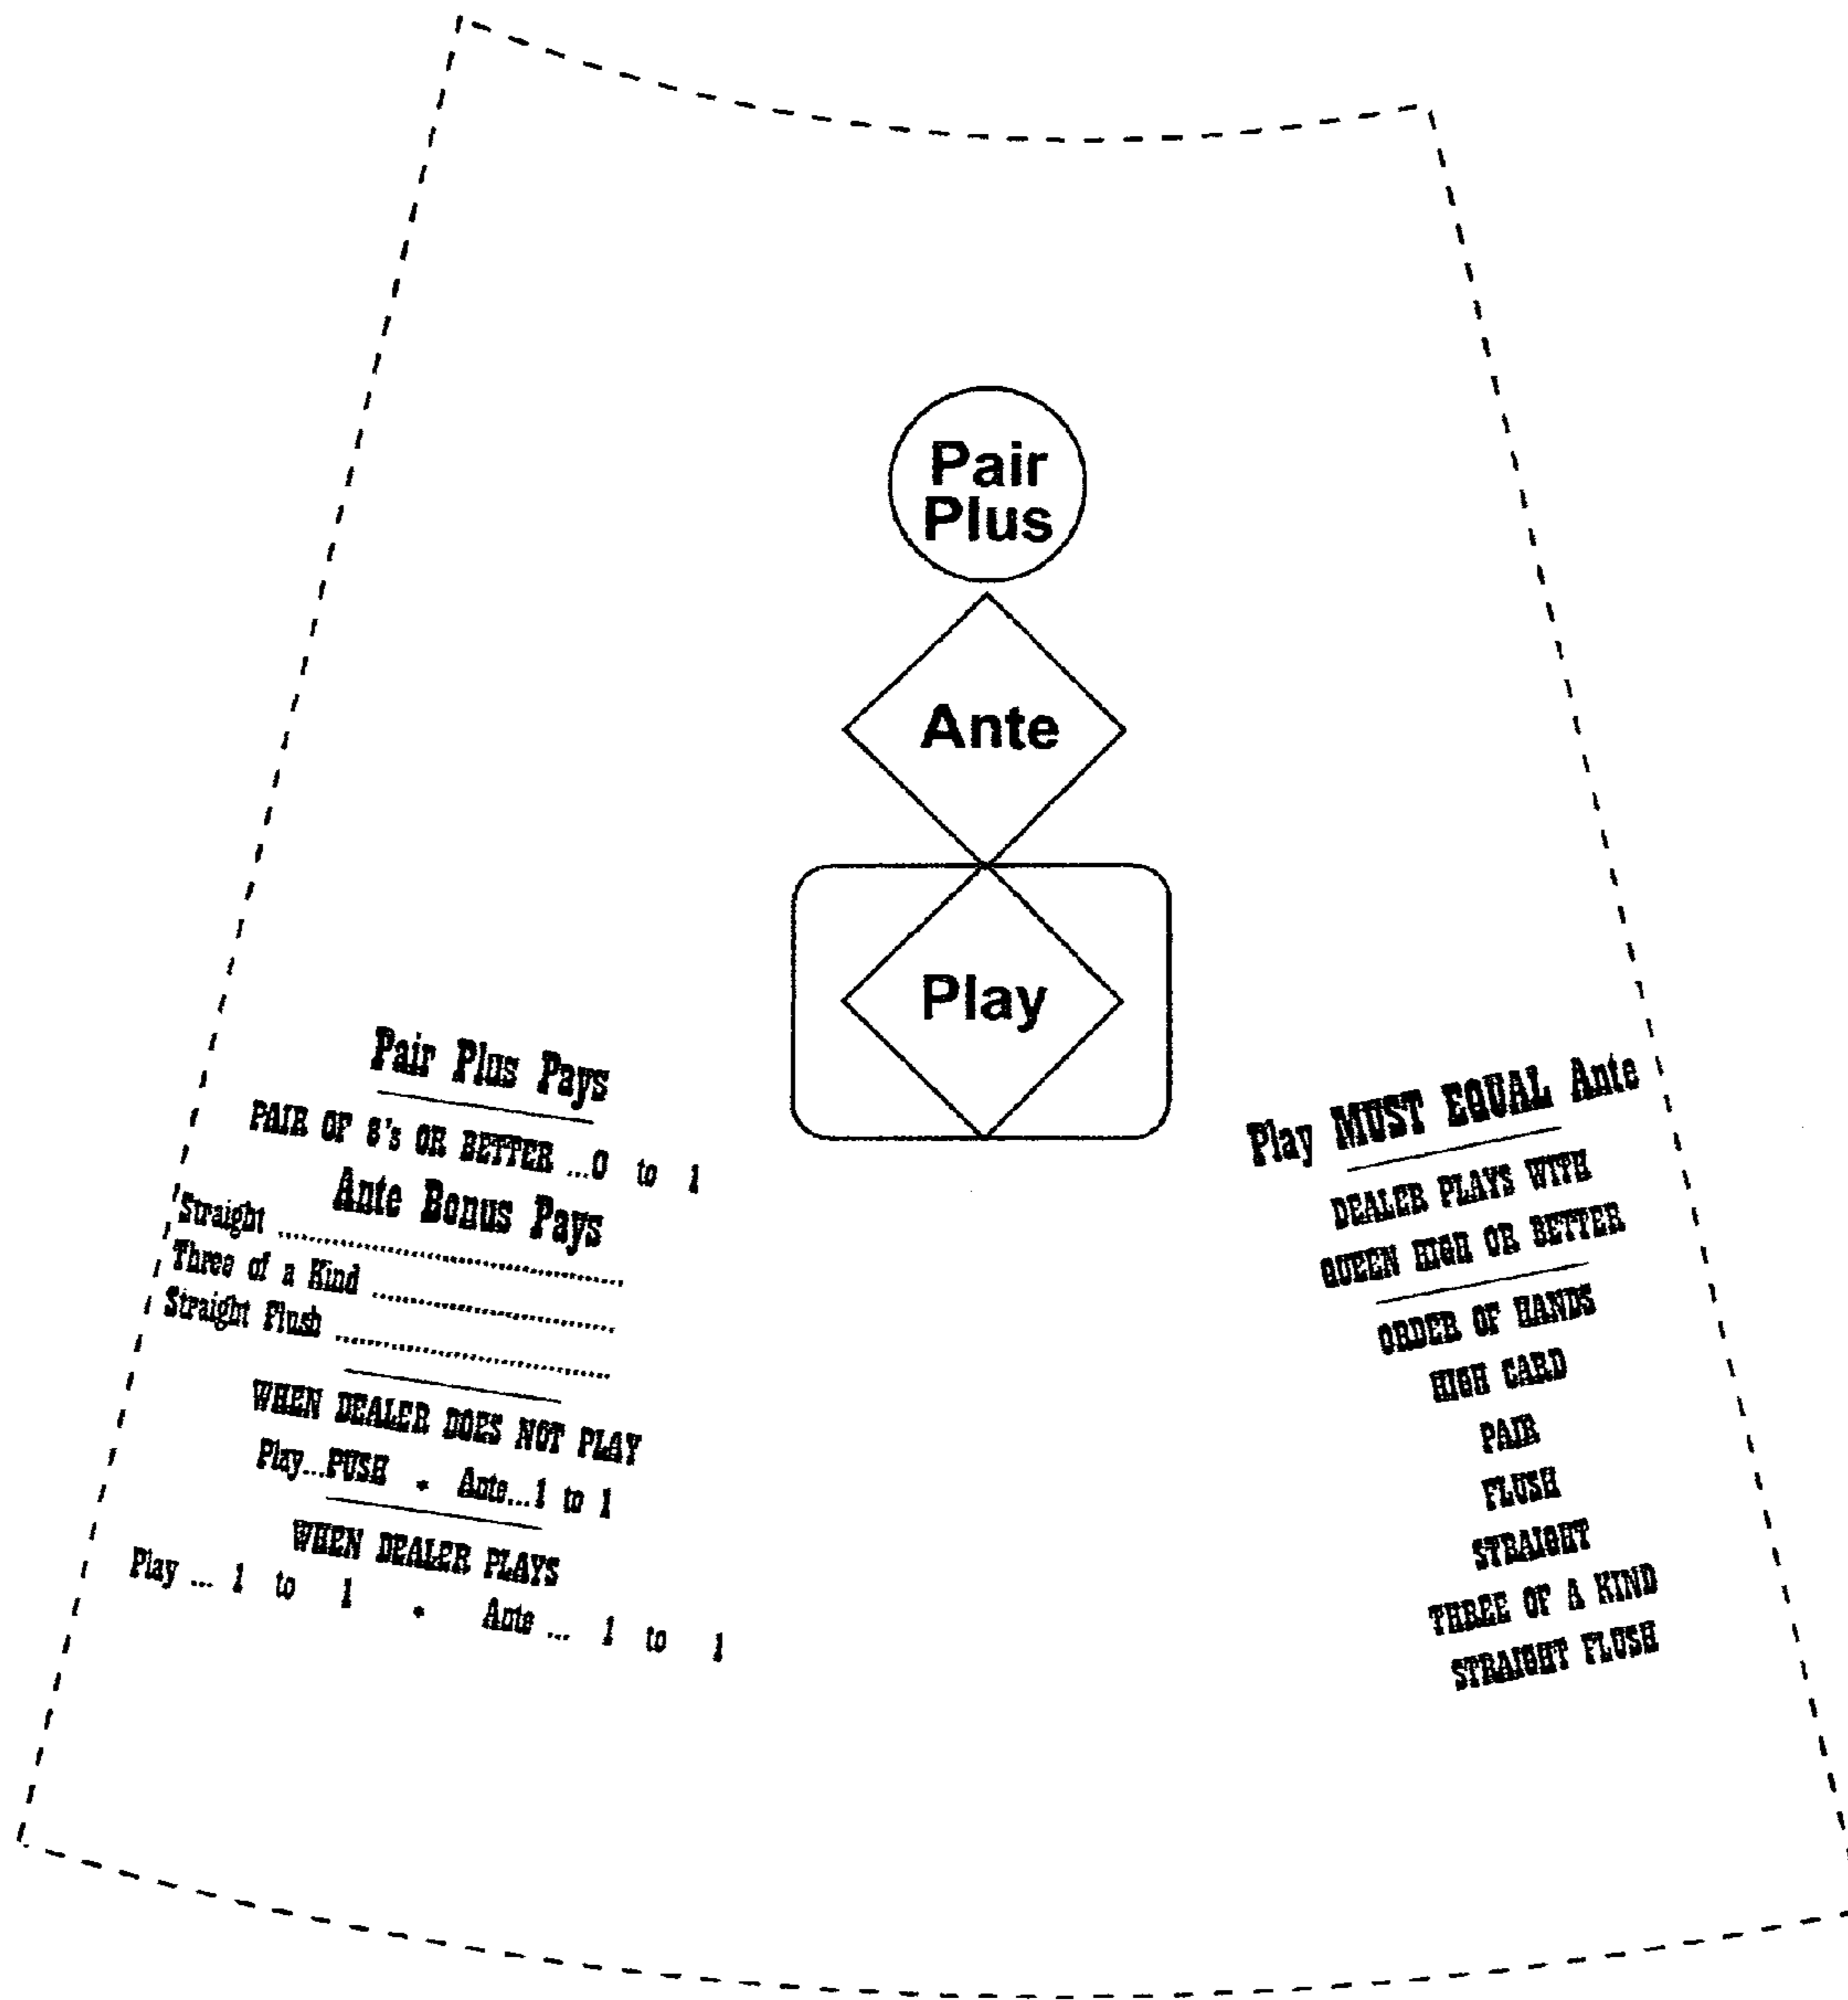 Pair
Plus
Ante
Play
Pair Plus Pays
PAIR OF 8's OR BETTER ...0 to 1
Ante Bonus Pays
Straight ........................................
Three of a Kind ............................
Straight Flush ................................
WHEN DEALER DOES NOT PLAY
Play...PUSH • Ante...1 to 1
WHEN DEALER PLAYS
Play ... 1 to 1 • Ante ... 1 to 1
Play MUST EQUAL Ante
DEALER PLAYS WITH
QUEEN HIGH OR BETTER
ORDER OF HANDS
HIGH CARD
PAIR
FLUSH
STRAIGHT
THREE OF A KIND
STRAIGHT FLUSH